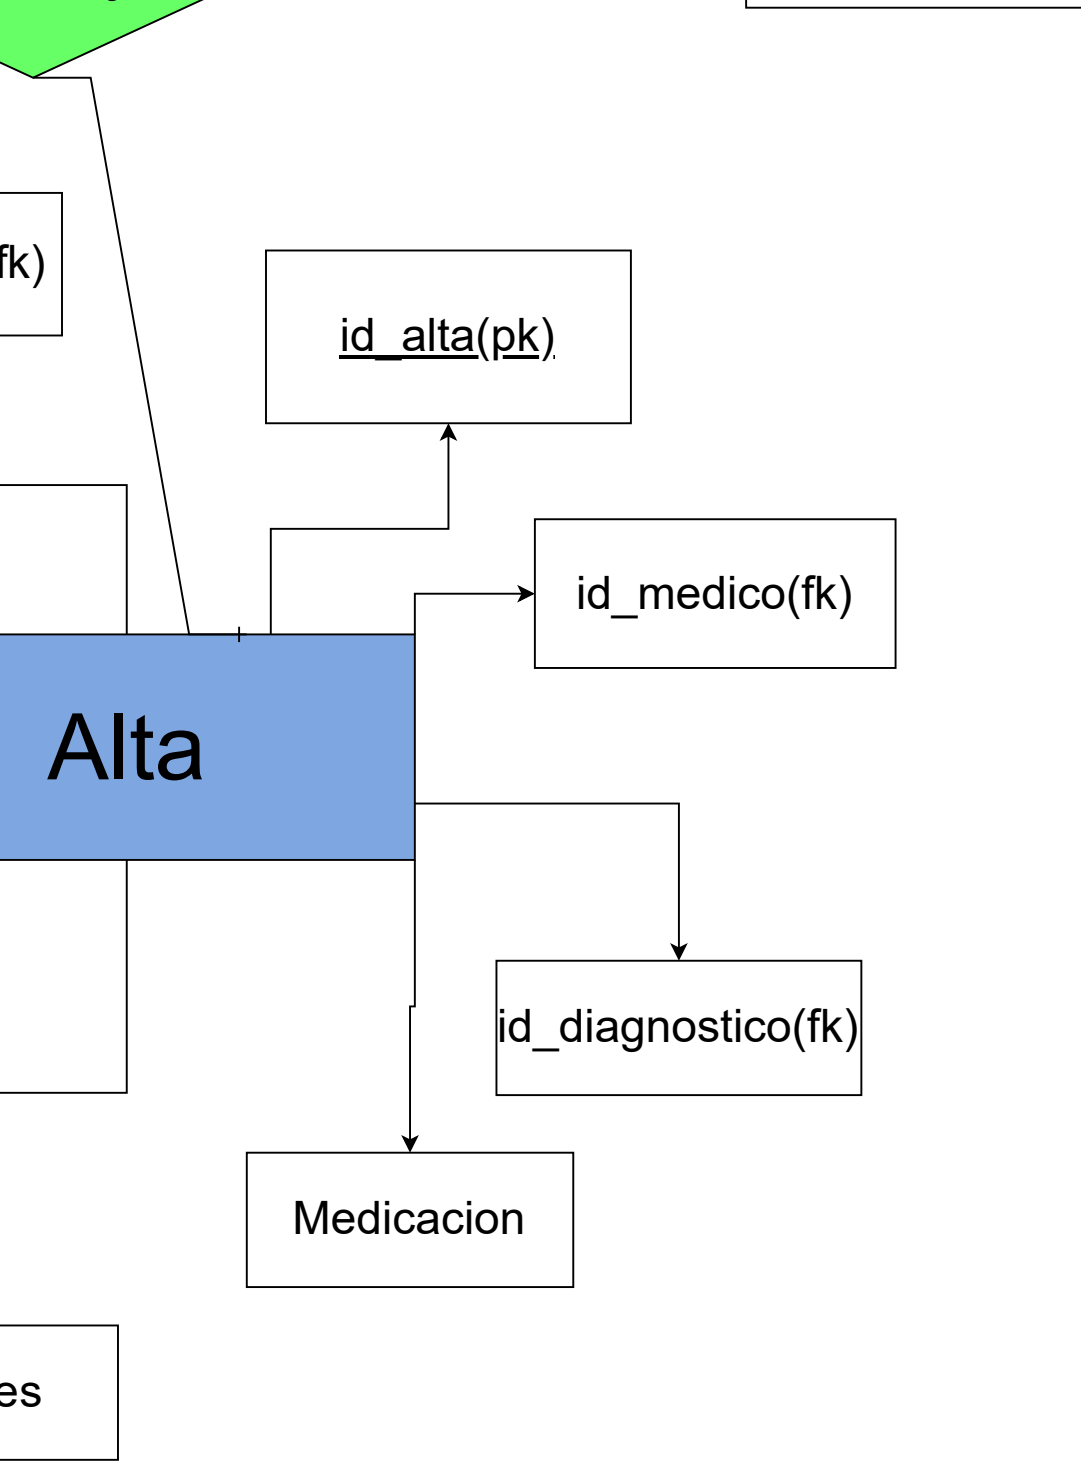 fk)
id_alta(pk)
id_medico(fk)
Alta
id_diagnostico(fk)
Medicacion
es